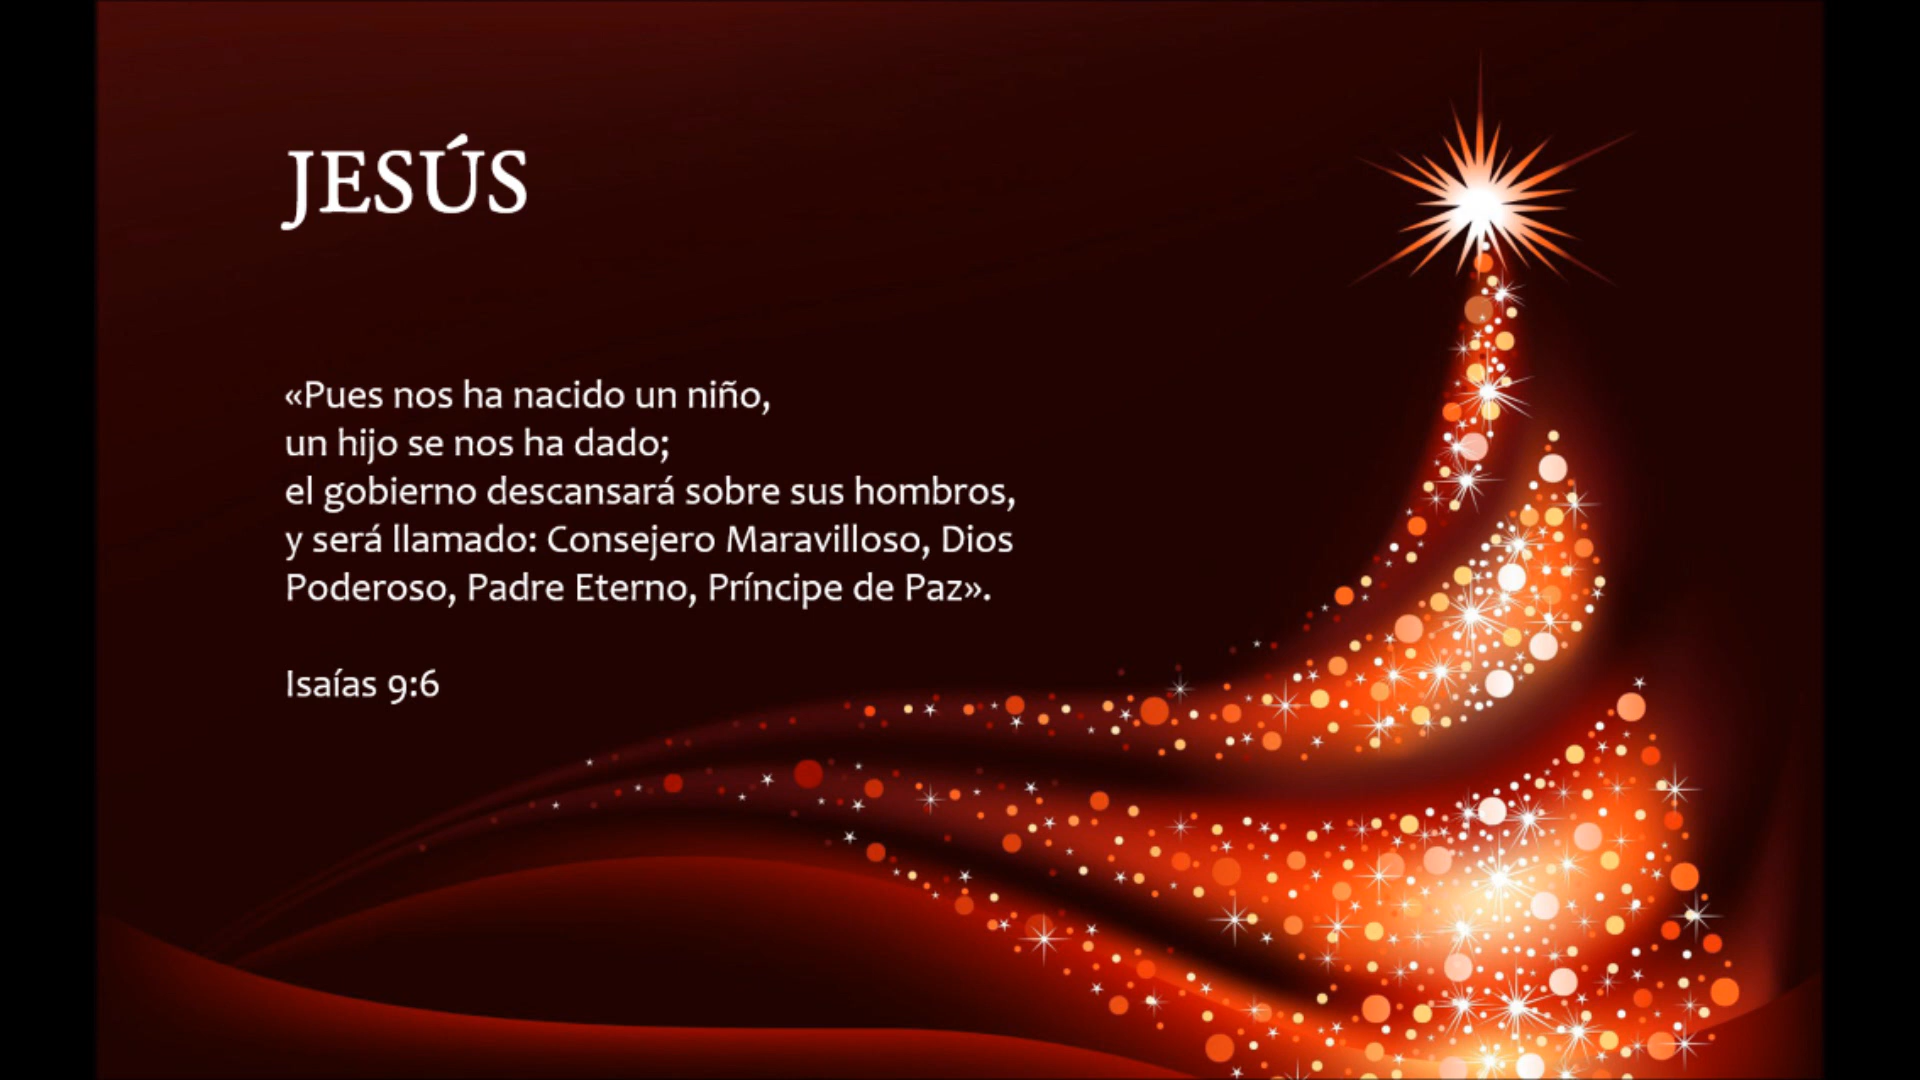 JESÚS
«Pues nos ha nacido un niño,
un hijo se nos ha dado;
el gobierno descansará sobre sus hombros,
y será llamado: Consejero Maravilloso, Dios
Poderoso, Padre Eterno, Príncipe de Paz».
Isaías 9:6